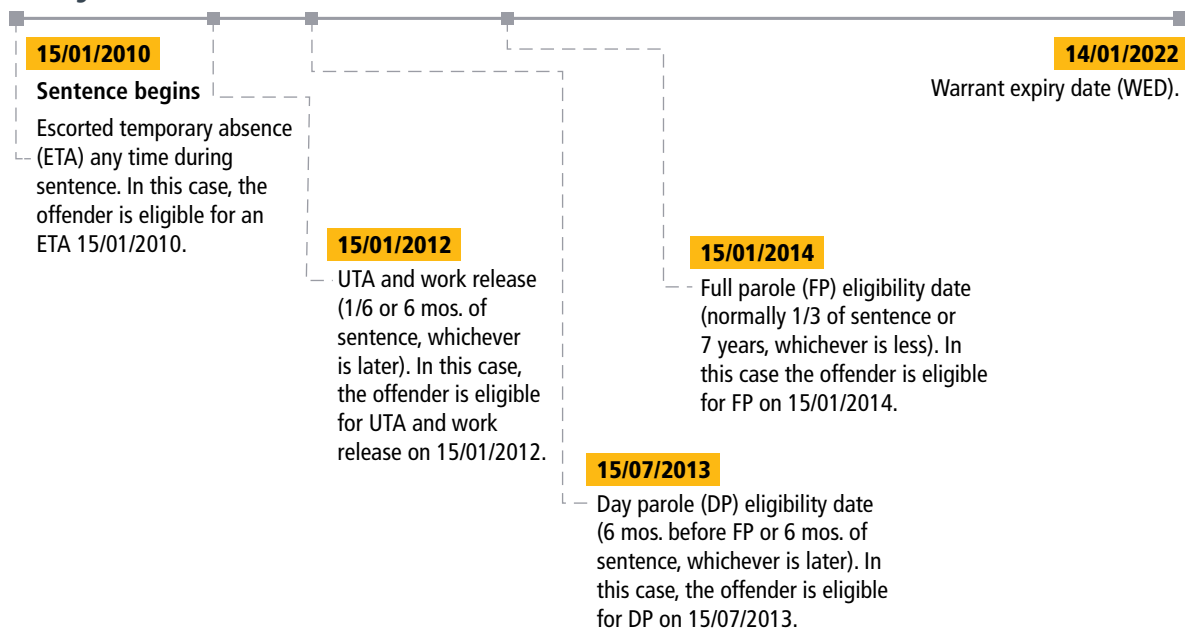 15/01/2010
Sentence begins
Escorted temporary absence
(ETA) any time during
sentence. In this case, the
offender is eligible for an
ETA 15/01/2010.
15/01/2012
UTA and work release
(1/6 or 6 mos. of
sentence, whichever
is later). In this case,
the offender is eligible
for UTA and work
release on 15/01/2012.
15/07/2013
Day parole (DP) eligibility date
(6 mos. before FP or 6 mos. of
sentence, whichever is later). In
this case, the offender is eligible
for DP on 15/07/2013.
15/01/2014
Full parole (FP) eligibility date
(normally 1/3 of sentence or
7 years, whichever is less). In
this case the offender is eligible
for FP on 15/01/2014.
14/01/2022
Warrant expiry date (WED).